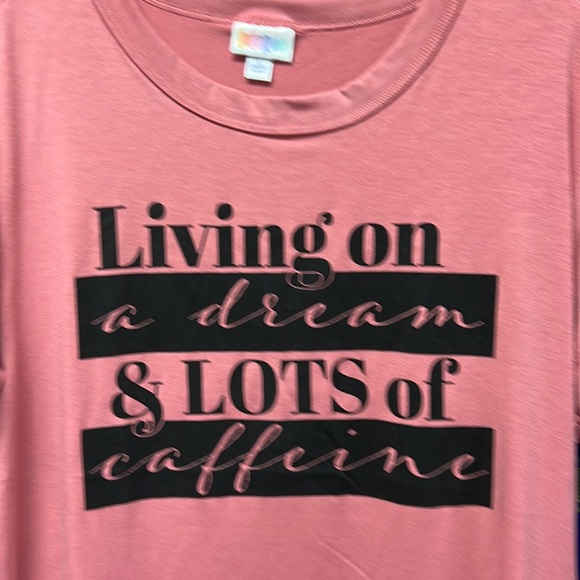 Living on
a dream
& LOTS of
caffeine